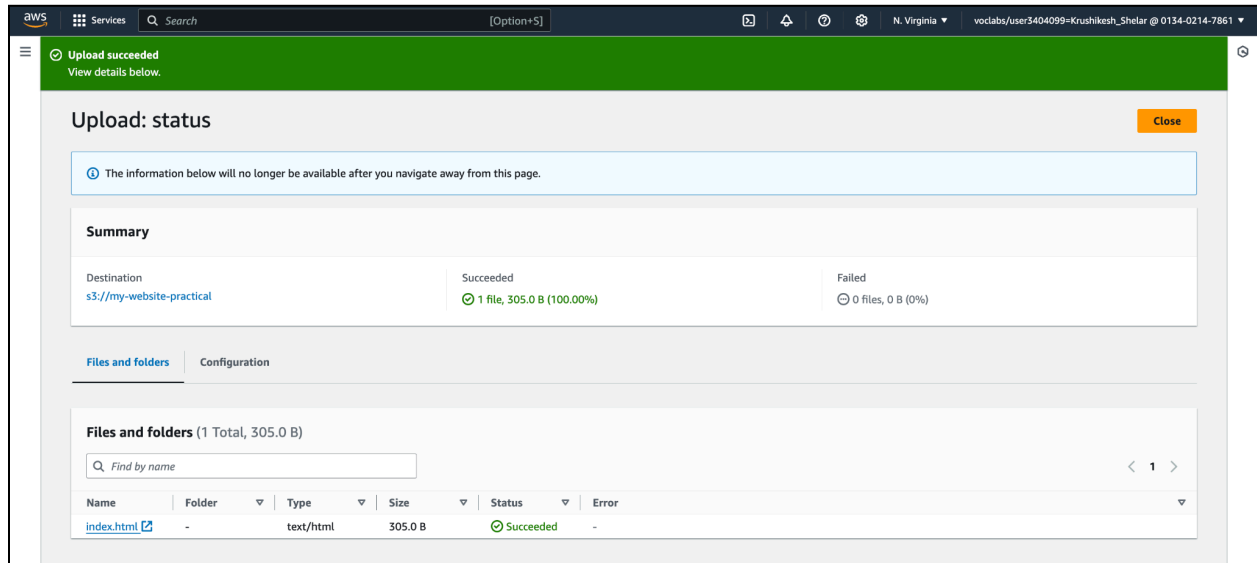 aws Services Search [Option+S] N. Virginia voclabs/user3404099=Krushikesh_Shelar @ 0134-0214-7861
Upload succeeded
View details below.
Upload: status
Close
The information below will no longer be available after you navigate away from this page.
Summary
Destination Succeeded Failed
s3://my-website-practical 1 file, 305.0 B (100.00%) 0 files, 0 B (0%)
Files and folders Configuration
Files and folders (1 Total, 305.0 B)
Find by name 1
Name Folder Type Size Status Error
index.html - text/html 305.0 B Succeeded -